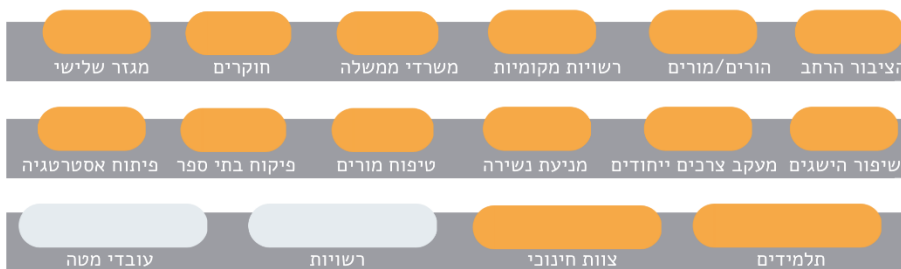 הציבור הרחב הורים/מורים רשויות מקומיות משרדי ממשלה חוקרים מגזר שלישי
שיפור הישגים מעקב צרכים ייחודים מניעת נשירה טיפוח מורים פיקוח בתי ספר פיתוח אסטרטגיה
תלמידים צוות חינוכי רשויות עובדי מטה